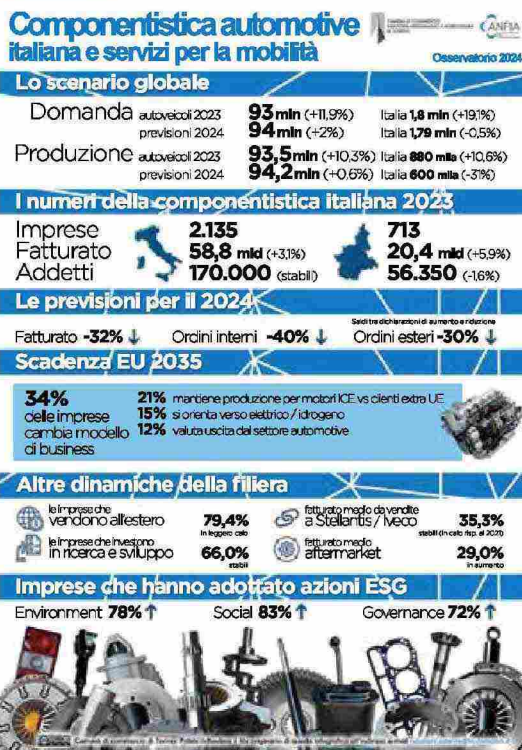 Componentistica automotive
italiana e servizi per la mobilità
CAMERA DI COMMERCIO
ANFIA
Osservatorio 2024
Lo scenario globale
Domanda autoveicoli 2023 93 mln (+11,9%) Italia 1,8 mln (+19,1%)
previsioni 2024 94 mln (+2%) Italia 1,79 mln (-0,5%)
Produzione autoveicoli 2023 93,5 mln (+10,3%) Italia 880 mila (+10,6%)
previsioni 2024 94,2 mln (+0,6%) Italia 600 mila (-31%)
I numeri della componentistica italiana 2023
Imprese 2.135 713
Fatturato 58,8 mld (+3,1%) 20,4 mld (+5,9%)
Addetti 170.000 (stabili) 56.350 (-1,6%)
Le previsioni per il 2024
Saldi tra dichiarazioni di aumento e riduzione
Fatturato -32% ↓ Ordini interni -40% ↓ Ordini esteri -30% ↓
Scadenza EU 2035
34%
delle imprese
cambia modello
di business
21% mantiene produzione per motori ICE vs clienti extra UE
15% si orienta verso elettrico / idrogeno
12% valuta uscita dal settore automotive
Altre dinamiche della filiera
le imprese che
vendono all'estero 79,4%
in leggero calo
fatturato medio da vendite
a Stellantis / Iveco 35,3%
stabili (in calo risp. al 2021)
le imprese che investono
in ricerca e sviluppo 66,0%
stabili
fatturato medio
aftermarket 29,0%
in aumento
Imprese che hanno adottato azioni ESG
Environment 78% ↑ Social 83% ↑ Governance 72% ↑